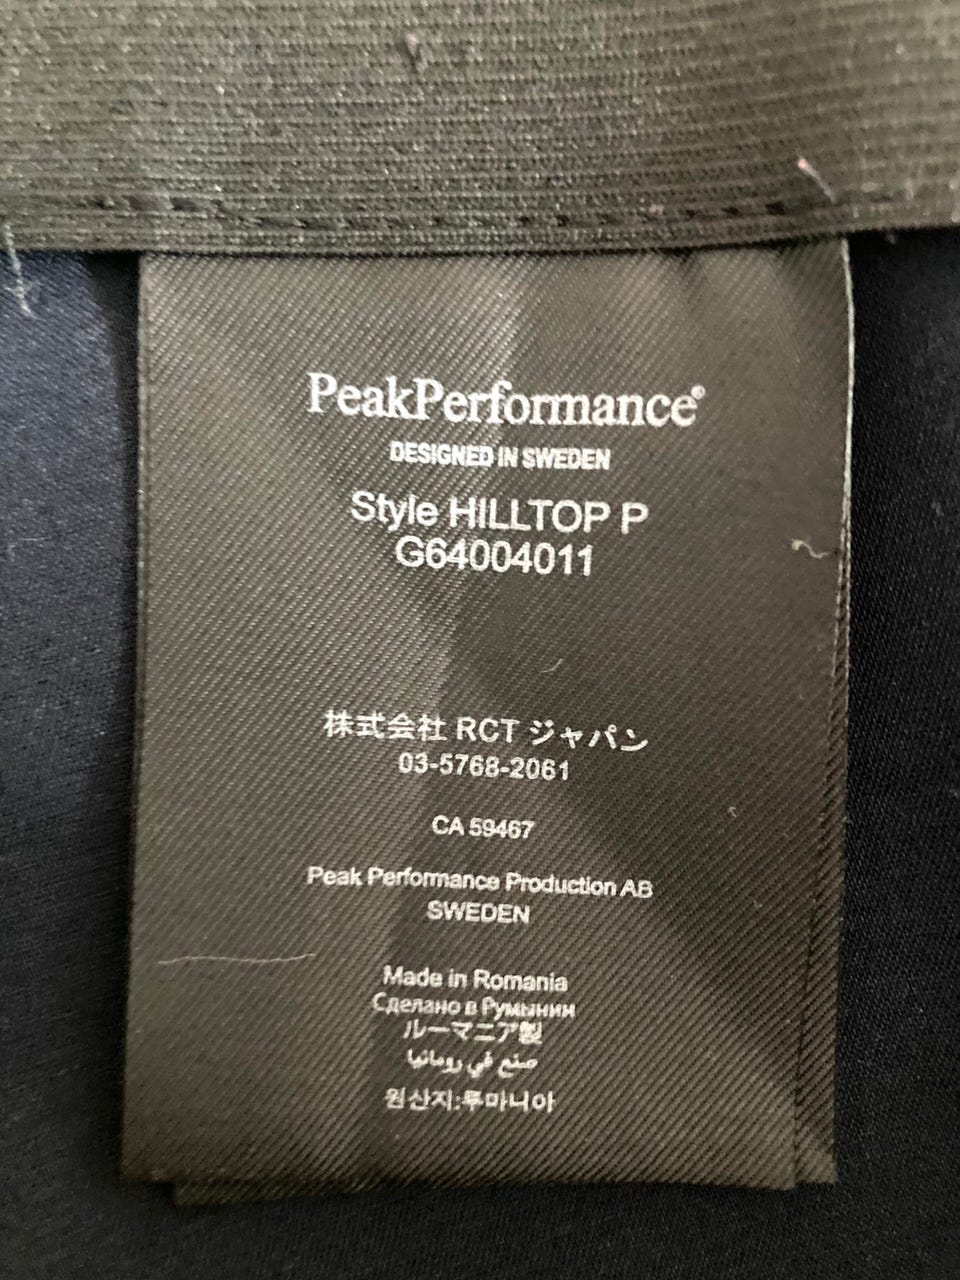 PeakPerformance®
DESIGNED IN SWEDEN
Style HILLTOP P
G64004011
株式会社 RCT ジャパン
03-5768-2061
CA 59467
Peak Performance Production AB
SWEDEN
Made in Romania
Сделано в Румынии
ルーマニア製
صنع في رومانيا
원산지:루마니아